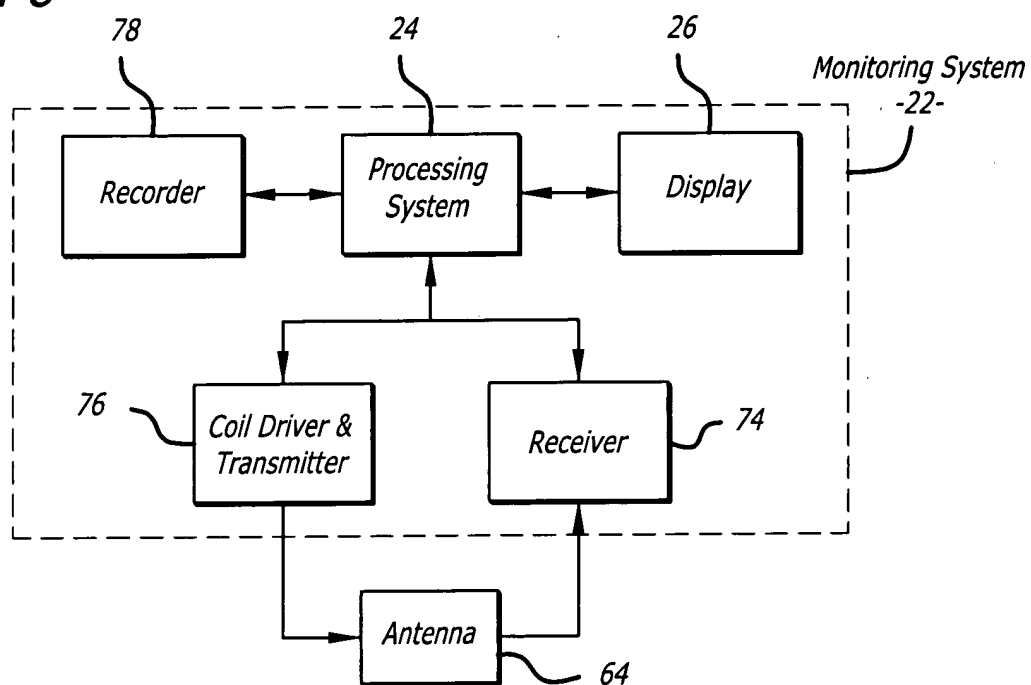 78
24
26
Monitoring System
-22-
Recorder
Processing
System
Display
76
Coil Driver &
Transmitter
Receiver
74
Antenna
64